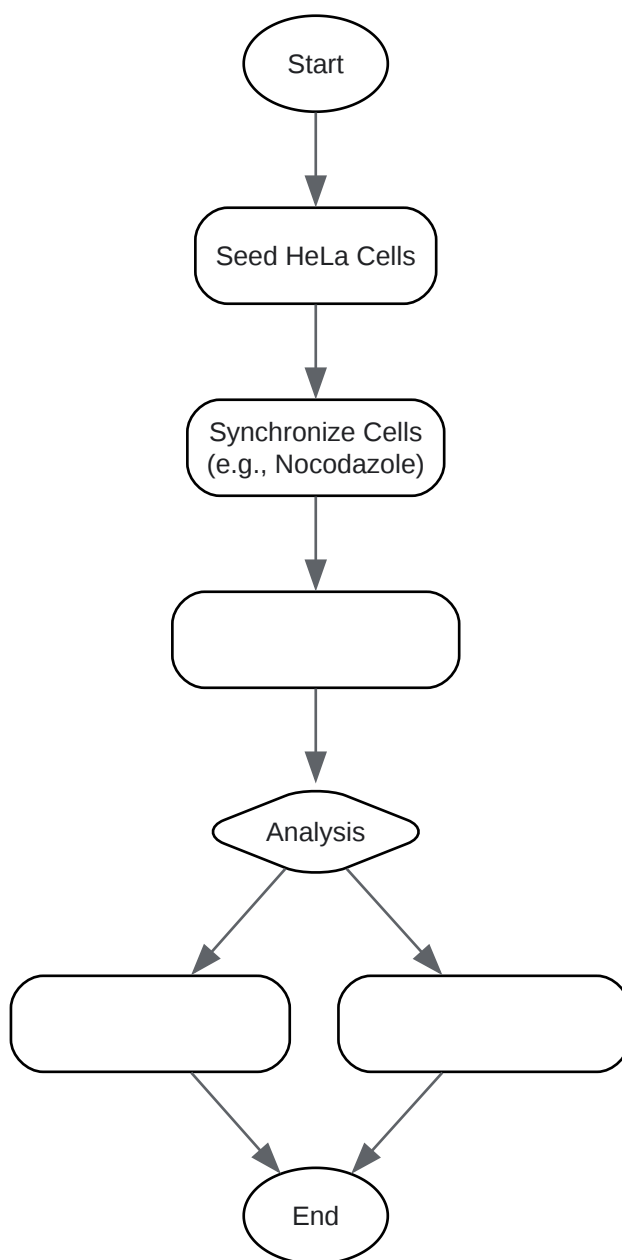 Start
Seed HeLa Cells
Synchronize Cells
(e.g., Nocodazole)
Analysis
End